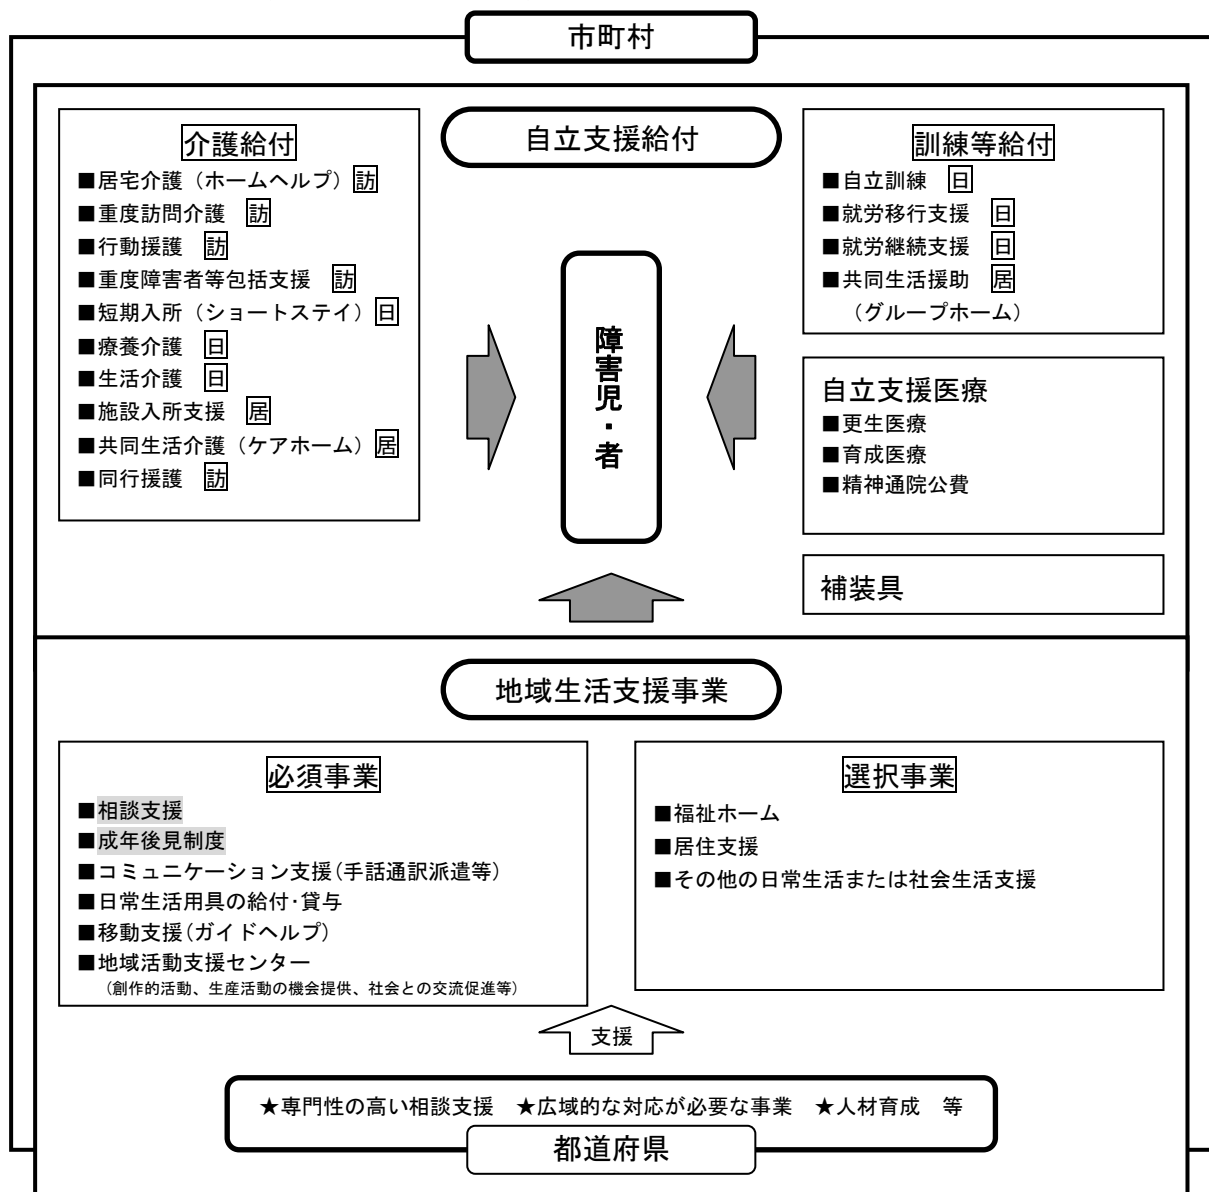 市町村
自立支援給付
介護給付
■居宅介護（ホームヘルプ） 訪
■重度訪問介護 訪
■行動援護 訪
■重度障害者等包括支援 訪
■短期入所（ショートステイ） 日
■療養介護 日
■生活介護 日
■施設入所支援 居
■共同生活介護（ケアホーム） 居
■同行援護 訪
障害児・者
訓練等給付
■自立訓練 日
■就労移行支援 日
■就労継続支援 日
■共同生活援助 居
（グループホーム）
自立支援医療
■更生医療
■育成医療
■精神通院公費
補装具
地域生活支援事業
必須事業
■相談支援
■成年後見制度
■コミュニケーション支援(手話通訳派遣等)
■日常生活用具の給付･貸与
■移動支援(ガイドヘルプ)
■地域活動支援センター
（創作的活動、生産活動の機会提供、社会との交流促進等）
選択事業
■福祉ホーム
■居住支援
■その他の日常生活または社会生活支援
支援
★専門性の高い相談支援　★広域的な対応が必要な事業　★人材育成　等
都道府県